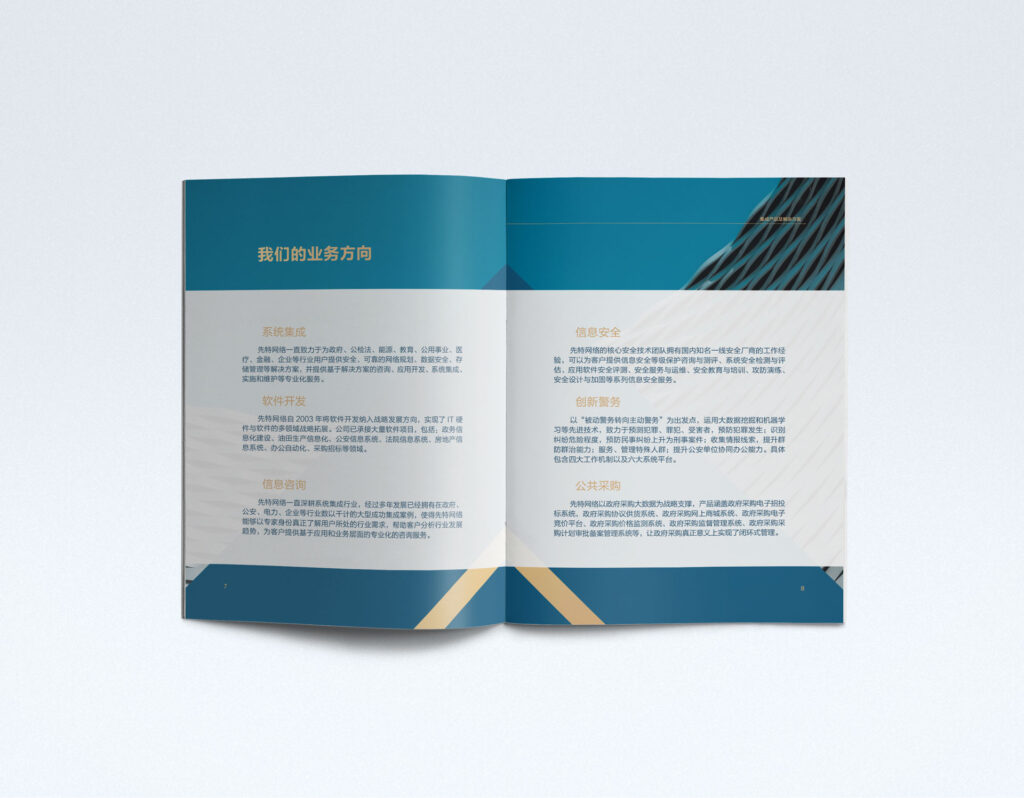 我们的业务方向
系统集成
先特网络一直致力于为政府、公检法、能源、教育、公用事业、医
疗、金融、企业等行业用户提供安全、可靠的网络规划、数据安全、存
储管理等解决方案，并提供基于解决方案的咨询、应用开发、系统集成、
实施和维护等专业化服务。
软件开发
先特网络自 2003 年将软件开发纳入战略发展方向，实现了 IT 硬
件与软件的多领域战略拓展。公司已承接大量软件项目，包括：政务信
息化建设、油田生产信息化、公安信息系统、法院信息系统、房地产信
息系统、办公自动化、采购招标等领域。
信息咨询
先特网络一直深耕系统集成行业，经过多年发展已经拥有在政府、
公安、电力、企业等行业数以千计的大型成功集成案例，使得先特网络
能够以专家身份真正了解用户所处的行业需求，帮助客户分析行业发展
趋势，为客户提供基于应用和业务层面的专业化的咨询服务。
7
集成产品及解决方案
信息安全
先特网络的核心安全技术团队拥有国内知名一线安全厂商的工作经
验，可以为客户提供信息安全等级保护咨询与测评、系统安全检测与评
估、应用软件安全评测、安全服务与运维、安全教育与培训、攻防演练、
安全设计与加固等系列信息安全服务。
创新警务
以“被动警务转向主动警务”为出发点，运用大数据挖掘和机器学
习等先进技术，致力于预测犯罪、罪犯、受害者，预防犯罪发生；识别
纠纷危险程度，预防民事纠纷上升为刑事案件；收集情报线索，提升群
防群治能力；服务、管理特殊人群；提升公安单位协同办公能力。具体
包含四大工作机制以及六大系统平台。
公共采购
先特网络以政府采购大数据为战略支撑，产品涵盖政府采购电子招投
标系统、政府采购协议供货系统、政府采购网上商城系统、政府采购电子
竞价平台、政府采购价格监测系统、政府采购监督管理系统、政府采购采
购计划审批备案管理系统等，让政府采购真正意义上实现了闭环式管理。
8